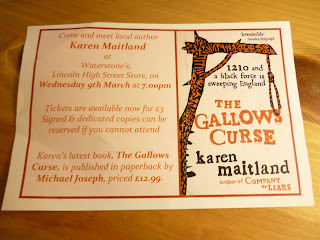 Come and meet local author
Karen Maitland
at
Waterstone's,
Lincoln High Street Store, on
Wednesday 9th March at 7.00pm
Tickets are available now for £3
Signed & dedicated copies can
be reserved if you cannot attend
Karen's latest book, The Gallows
Curse, is published in paperback by
Michael Joseph, priced £12.99.
Irresistible
1210 and
a black force is
sweeping England
THE
GALLOWS
CURSE
karen
maitland
author of COMPANY
OF LIARS